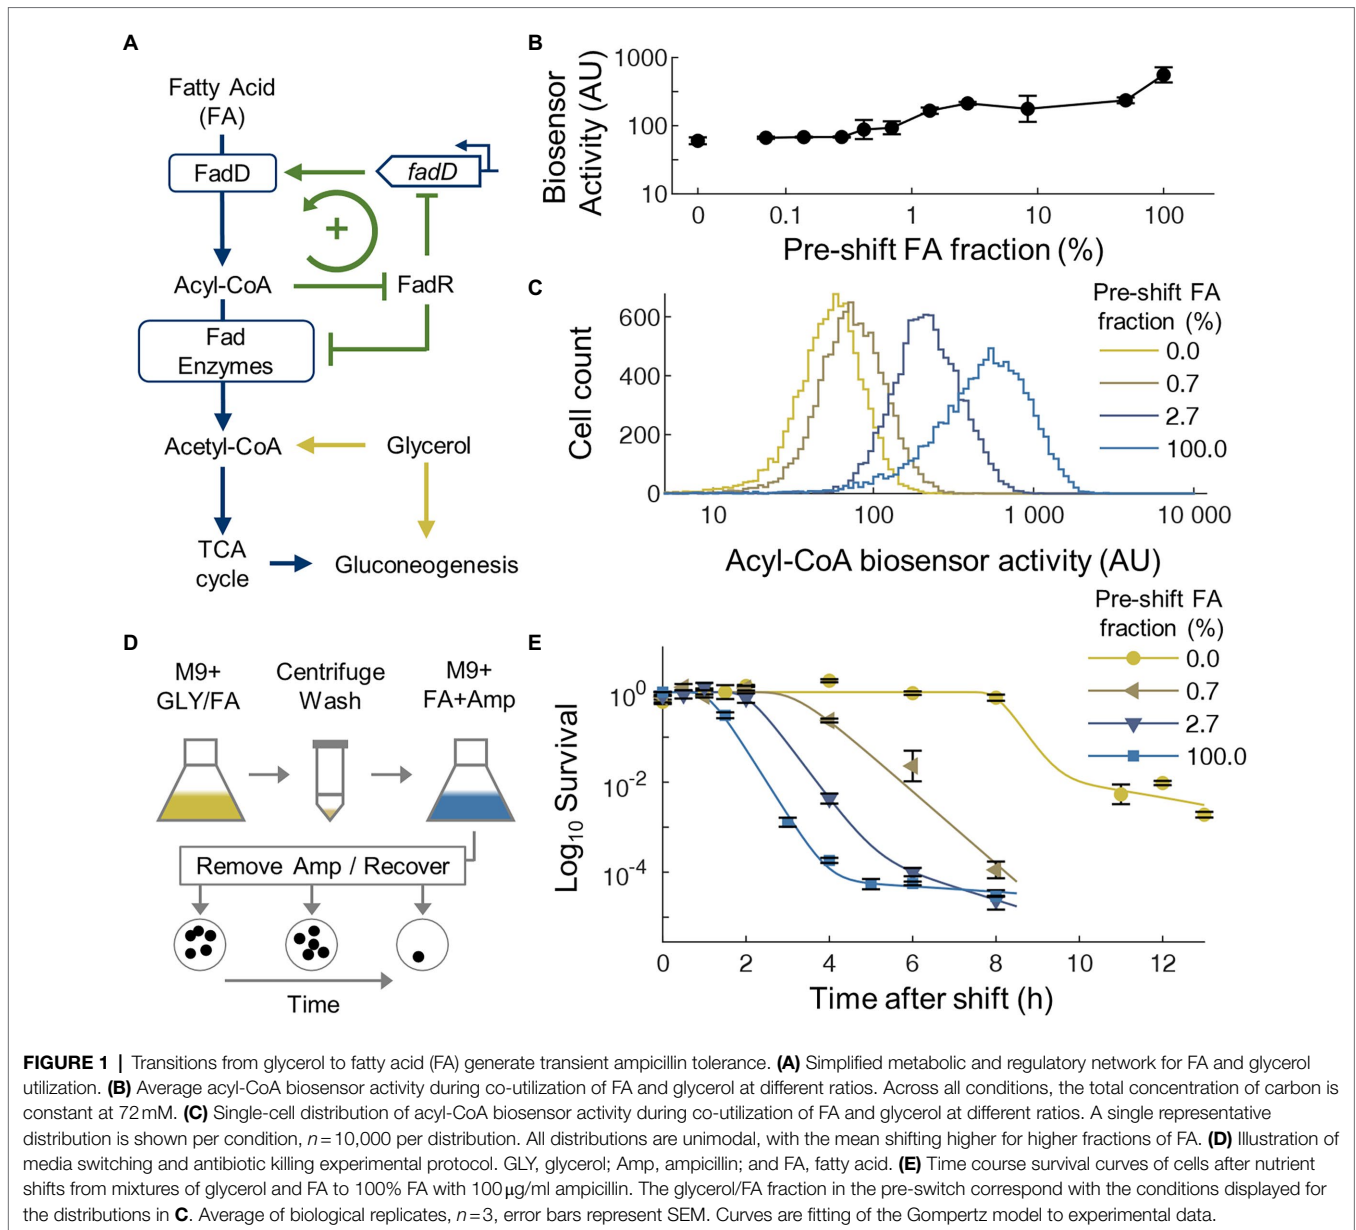 A
Fatty Acid
(FA)
FadD
fadD
+
Acyl-CoA
FadR
Fad
Enzymes
Acetyl-CoA
Glycerol
TCA
cycle
Gluconeogenesis
B
Biosensor
Activity (AU)
1000
100
10
0
0.1
1
10
100
Pre-shift FA fraction (%)
C
Cell count
600
400
200
0
10
100
1 000
10 000
Acyl-CoA biosensor activity (AU)
Pre-shift FA
fraction (%)
0.0
0.7
2.7
100.0
D
M9+
GLY/FA
Centrifuge
Wash
M9+
FA+Amp
Remove Amp / Recover
Time
E
Log10 Survival
10^0
10^-2
10^-4
0
2
4
6
8
10
12
Time after shift (h)
Pre-shift FA
fraction (%)
0.0
0.7
2.7
100.0
FIGURE 1 | Transitions from glycerol to fatty acid (FA) generate transient ampicillin tolerance. (A) Simplified metabolic and regulatory network for FA and glycerol
utilization. (B) Average acyl-CoA biosensor activity during co-utilization of FA and glycerol at different ratios. Across all conditions, the total concentration of carbon is
constant at 72 mM. (C) Single-cell distribution of acyl-CoA biosensor activity during co-utilization of FA and glycerol at different ratios. A single representative
distribution is shown per condition, n = 10,000 per distribution. All distributions are unimodal, with the mean shifting higher for higher fractions of FA. (D) Illustration of
media switching and antibiotic killing experimental protocol. GLY, glycerol; Amp, ampicillin; and FA, fatty acid. (E) Time course survival curves of cells after nutrient
shifts from mixtures of glycerol and FA to 100% FA with 100 μg/ml ampicillin. The glycerol/FA fraction in the pre-switch correspond with the conditions displayed for
the distributions in C. Average of biological replicates, n = 3, error bars represent SEM. Curves are fitting of the Gompertz model to experimental data.